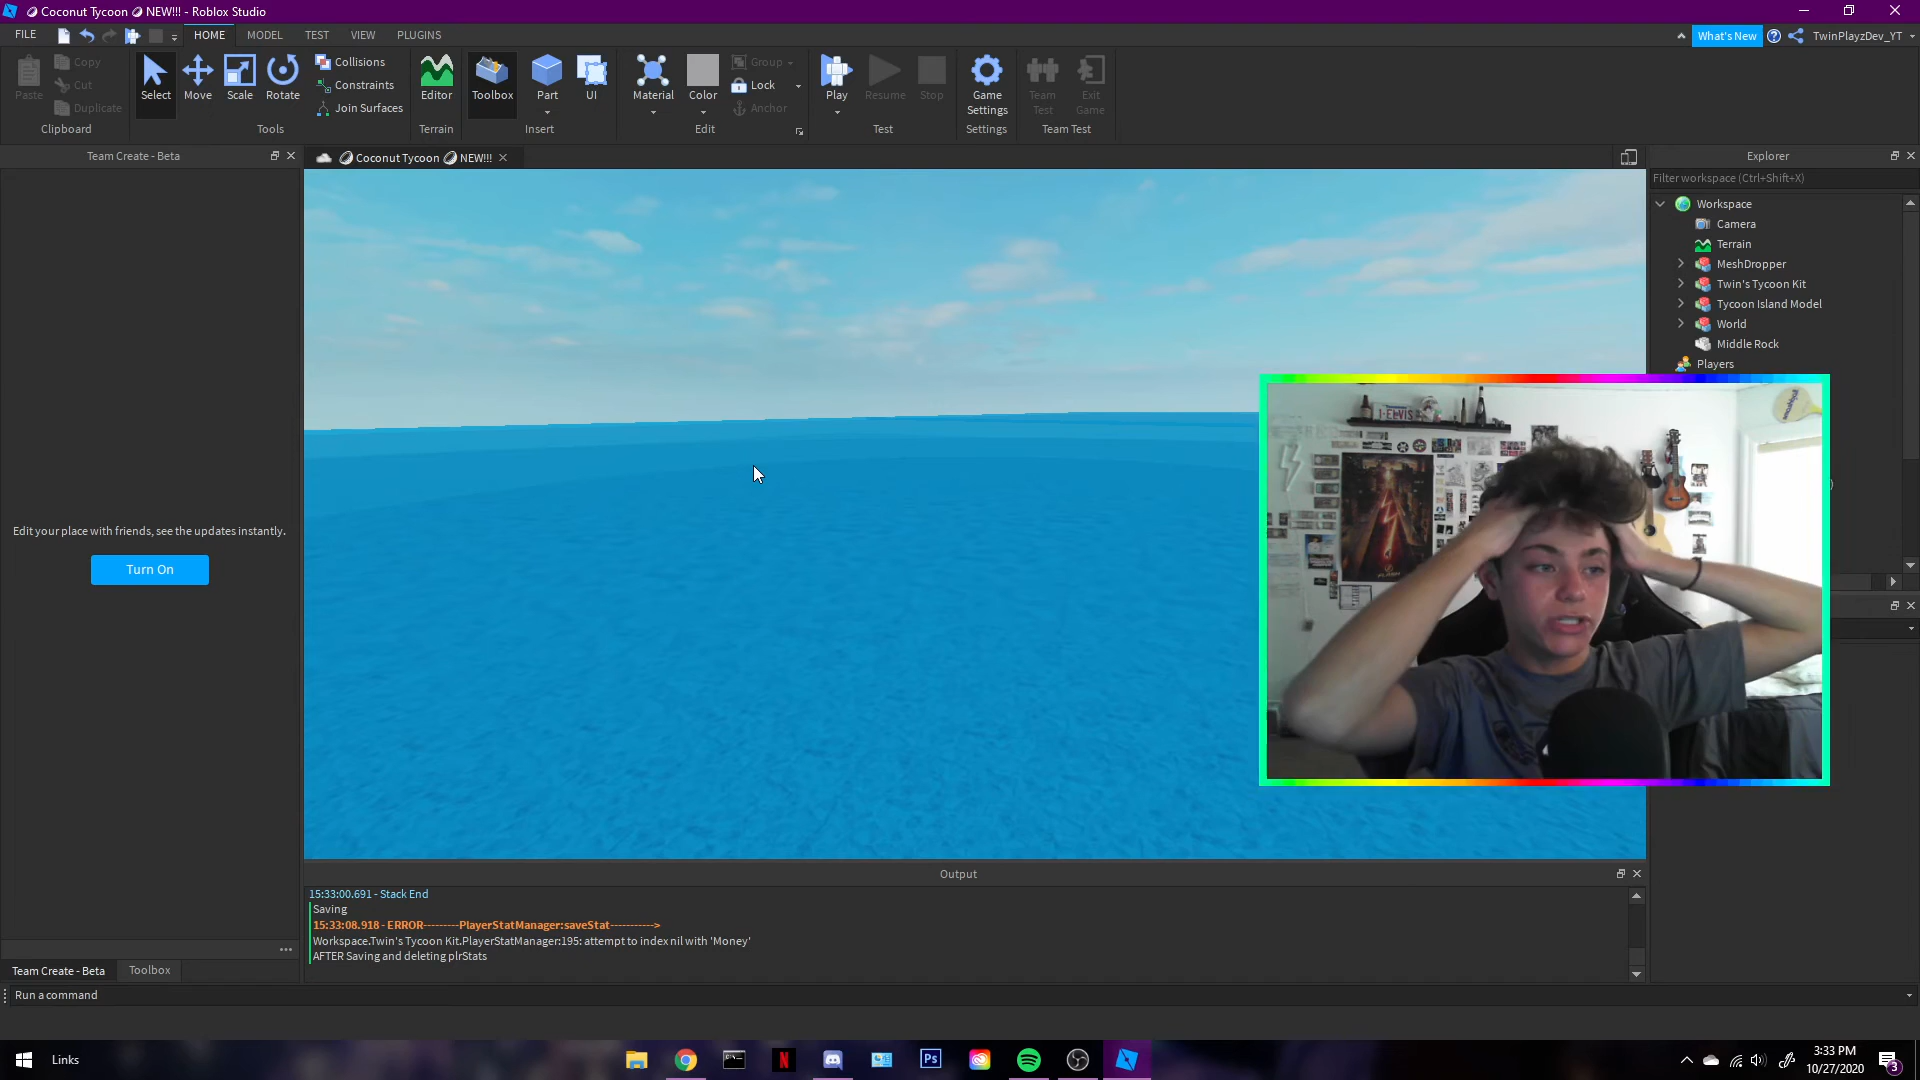 Coconut Tycoon NEW!!! - Roblox Studio
FILE HOME MODEL TEST VIEW PLUGINS What's New TwinPlayzDev_YT
Paste Copy Cut Duplicate
Clipboard
Select Move Scale Rotate
Collisions
Constraints
Join Surfaces
Tools
Editor
Terrain
Toolbox Part UI
Insert
Material Color Group Lock Anchor
Edit
Play Resume Stop
Test
Game Settings
Settings
Team Test Exit Game
Team Test
Team Create - Beta
Coconut Tycoon NEW!!!
Explorer
Filter workspace (Ctrl+Shift+X)
Workspace
Camera
Terrain
MeshDropper
Twin's Tycoon Kit
Tycoon Island Model
World
Middle Rock
Players
Edit your place with friends, see the updates instantly.
Turn On
Output
15:33:00.691 - Stack End
Saving
15:33:08.918 - ERROR---------PlayerStatManager:saveStat----------->
Workspace.Twin's Tycoon Kit.PlayerStatManager:195: attempt to index nil with 'Money'
AFTER Saving and deleting plrStats
Team Create - Beta Toolbox
Run a command
Links
Ps
3:33 PM
10/27/2020
3